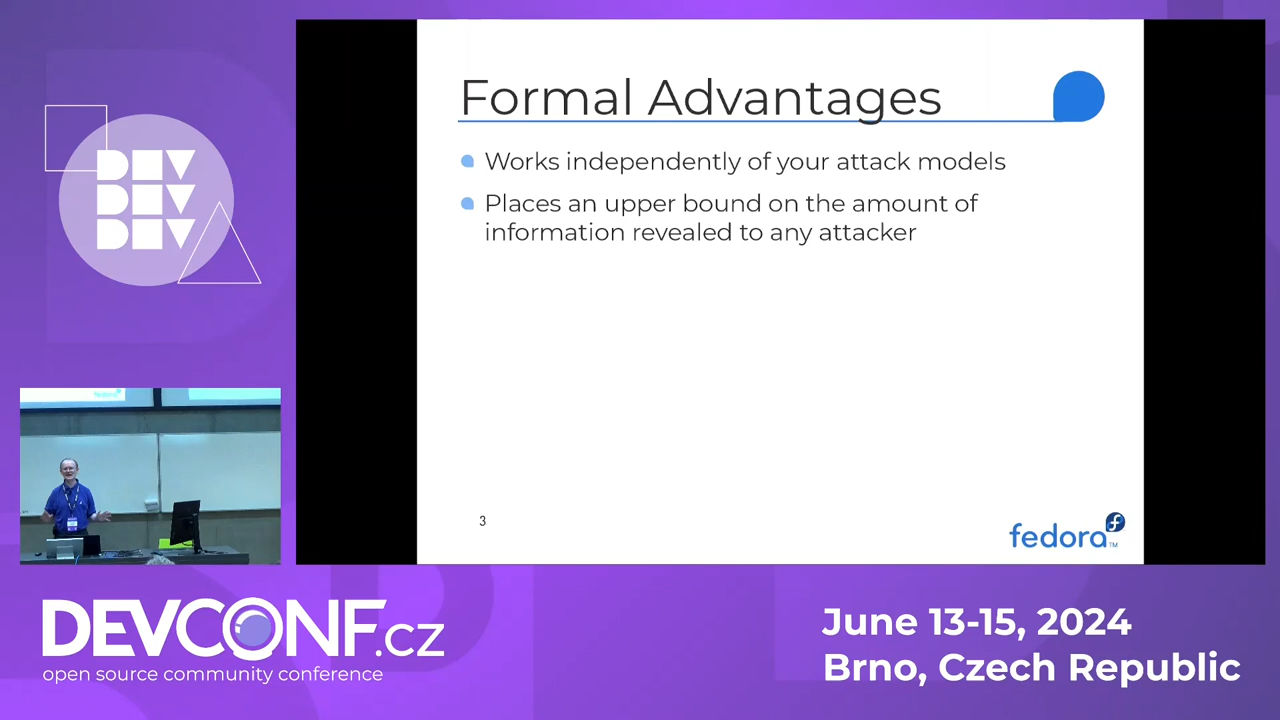 DEV
DEV
DEV
Formal Advantages
Works independently of your attack models
Places an upper bound on the amount of
information revealed to any attacker
3
fedora™
fedora
DEVCONF.cz
open source community conference
June 13-15, 2024
Brno, Czech Republic